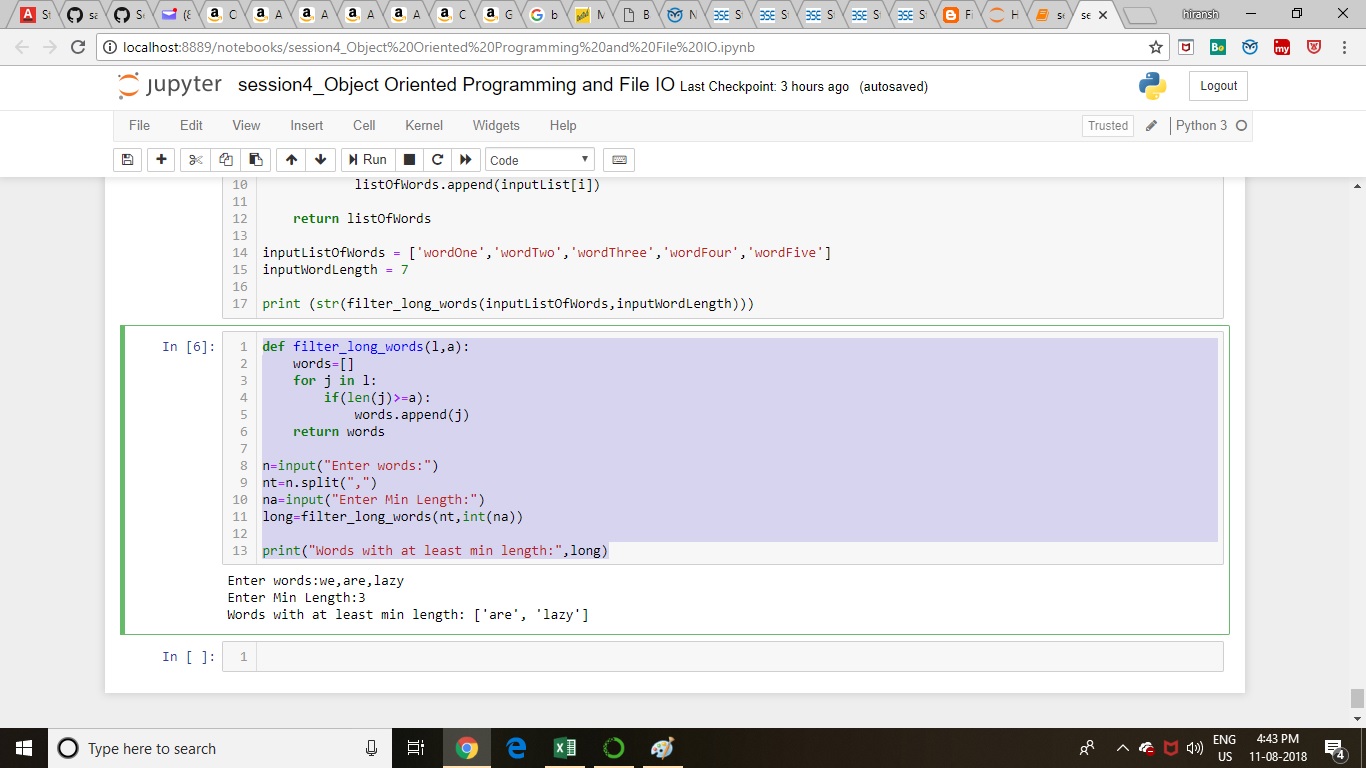 St
sa
Sc
(8
C
A
A
A
A
C
G
b
M
B
N
St
St
St
St
St
Fi
H
se
se
hiransh
localhost:8889/notebooks/session4_Object%20Oriented%20Programming%20and%20File%20IO.ipynb
jupyter session4_Object Oriented Programming and File IO Last Checkpoint: 3 hours ago (autosaved)
Logout
File Edit View Insert Cell Kernel Widgets Help Trusted Python 3
Run Code
10 listOfWords.append(inputList[i])
11
12 return listOfWords
13
14 inputListOfWords = ['wordOne','wordTwo','wordThree','wordFour','wordFive']
15 inputWordLength = 7
16
17 print (str(filter_long_words(inputListOfWords,inputWordLength)))
In [6]:
1 def filter_long_words(l,a):
2 words=[]
3 for j in l:
4 if(len(j)>=a):
5 words.append(j)
6 return words
7
8 n=input("Enter words:")
9 nt=n.split(",")
10 na=input("Enter Min Length:")
11 long=filter_long_words(nt,int(na))
12
13 print("Words with at least min length:",long)
Enter words:we,are,lazy
Enter Min Length:3
Words with at least min length: ['are', 'lazy']
In [ ]: 1
Type here to search
ENG
US
4:43 PM
11-08-2018
4